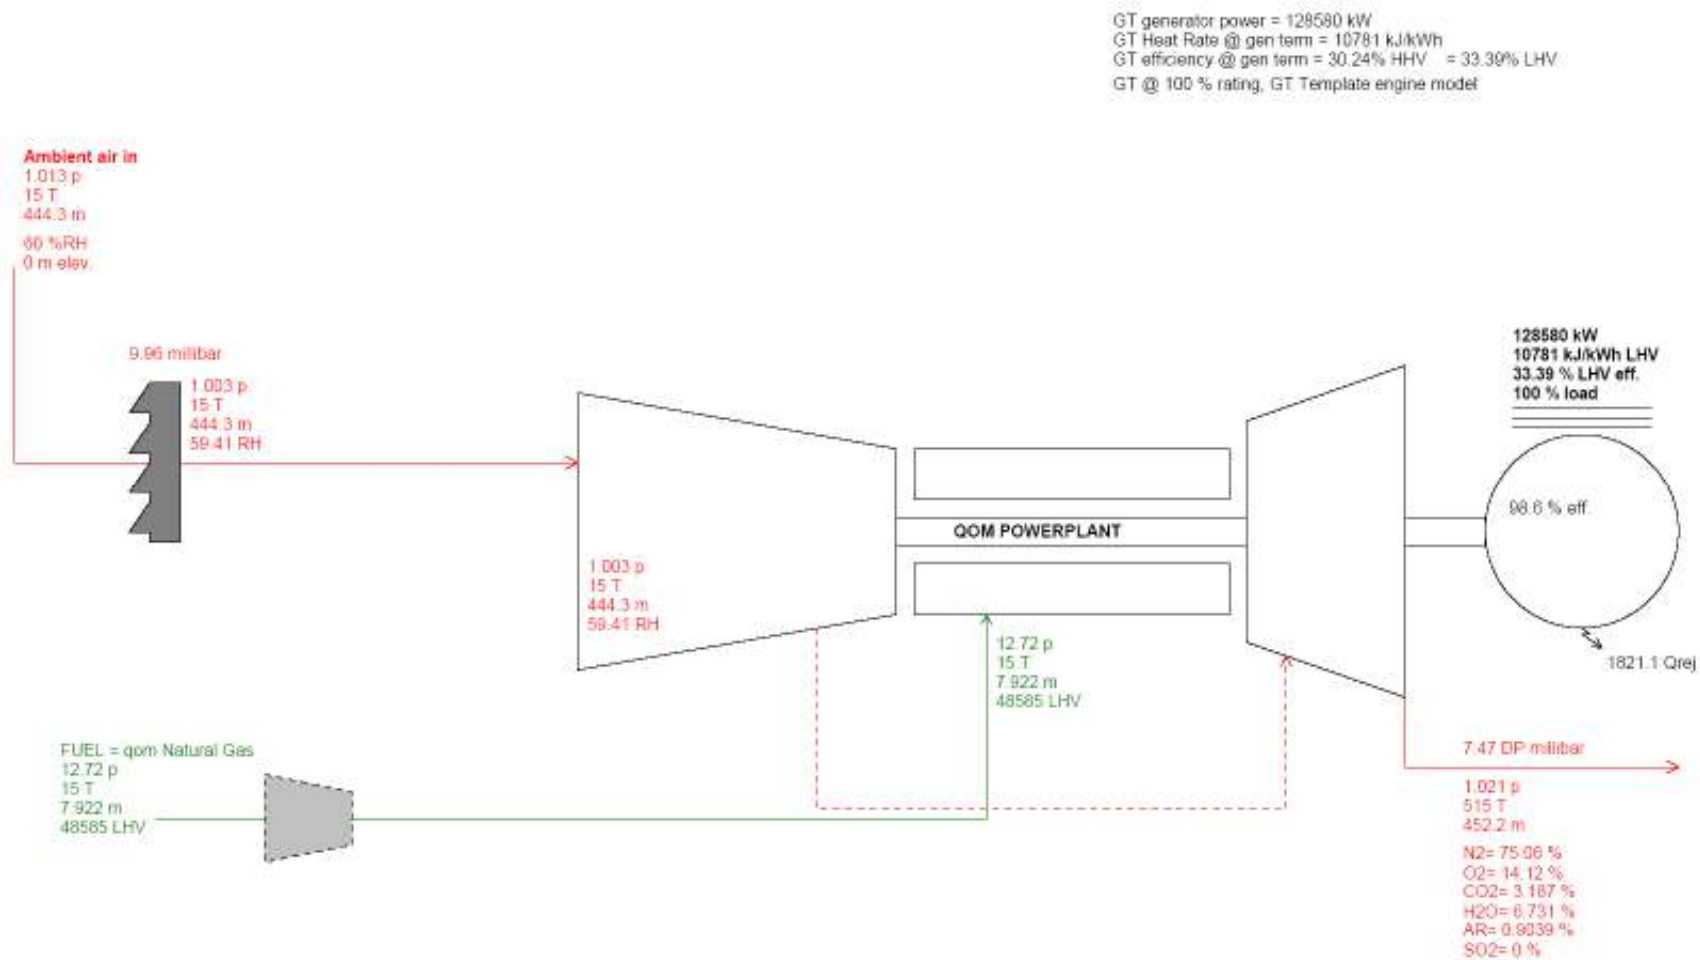 GT generator power = 128580 kW
GT Heat Rate @ gen term = 10781 kJ/kWh
GT efficiency @ gen term = 30.24% HHV = 33.39% LHV
GT @ 100 % rating, GT Template engine model
Ambient air in
1.013 p
15 T
444.3 m
60 %RH
0 m elev.
9.96 millibar
1.003 p
15 T
444.3 m
59.41 RH
128580 kW
10781 kJ/kWh LHV
33.39 % LHV eff.
100 % load
98.6 % eff.
QOM POWERPLANT
1.003 p
15 T
444.3 m
59.41 RH
12.72 p
15 T
7.922 m
48585 LHV
1821.1 Qrej
FUEL = qom Natural Gas
12.72 p
15 T
7.922 m
48585 LHV
7.47 DP millibar
1.021 p
515 T
452.2 m
N2= 75.06 %
O2= 14.12 %
CO2= 3.187 %
H2O= 6.731 %
AR= 0.9039 %
SO2= 0 %